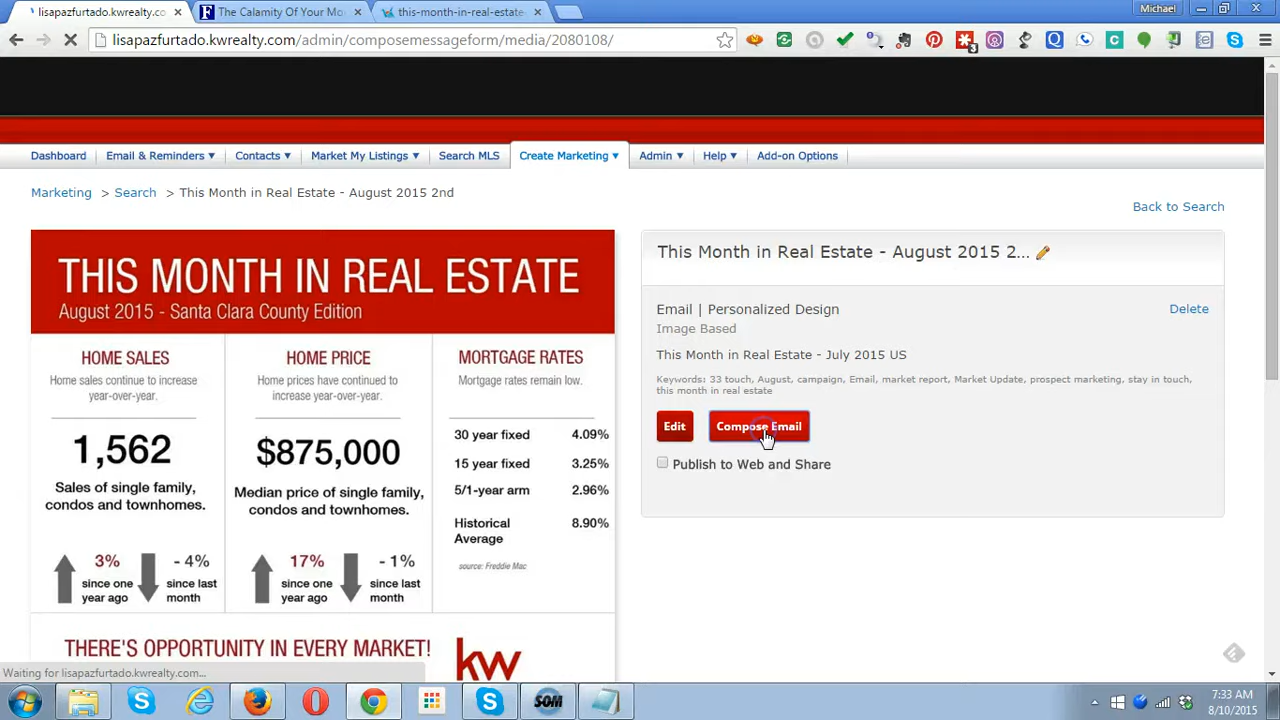 lisapazfurtado.kwrealty.co
The Calamity Of Your Mo
this-month-in-real-estate-
Michael
lisapazfurtado.kwrealty.com/admin/composemessageform/media/2080108/
Dashboard Email & Reminders ▼ Contacts ▼ Market My Listings ▼ Search MLS Create Marketing ▼ Admin ▼ Help ▼ Add-on Options
Marketing > Search > This Month in Real Estate - August 2015 2nd
Back to Search
THIS MONTH IN REAL ESTATE
August 2015 - Santa Clara County Edition
HOME SALES
Home sales continue to increase
year-over-year.
1,562
Sales of single family,
condos and townhomes.
3%
since one
year ago
- 4%
since last
month
HOME PRICE
Home prices have continued to
increase year-over-year.
$875,000
Median price of single family,
condos and townhomes.
17%
since one
year ago
- 1%
since last
month
MORTGAGE RATES
Mortgage rates remain low.
30 year fixed 4.09%
15 year fixed 3.25%
5/1-year arm 2.96%
Historical
Average 8.90%
source: Freddie Mac
THERE'S OPPORTUNITY IN EVERY MARKET!
kw
This Month in Real Estate - August 2015 2...
Email | Personalized Design
Delete
Image Based
This Month in Real Estate - July 2015 US
Keywords: 33 touch, August, campaign, Email, market report, Market Update, prospect marketing, stay in touch,
this month in real estate
Edit
Compose Email
Publish to Web and Share
Waiting for lisapazfurtado.kwrealty.com...
SOM
7:33 AM
8/10/2015